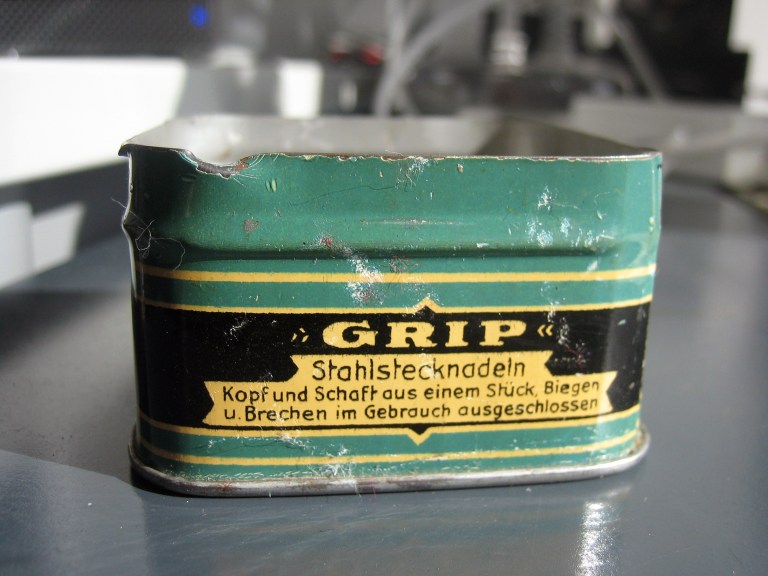 »GRIP«
Stahlstecknadeln
Kopf und Schaft aus einem Stück, Biegen
u. Brechen im Gebrauch ausgeschlossen